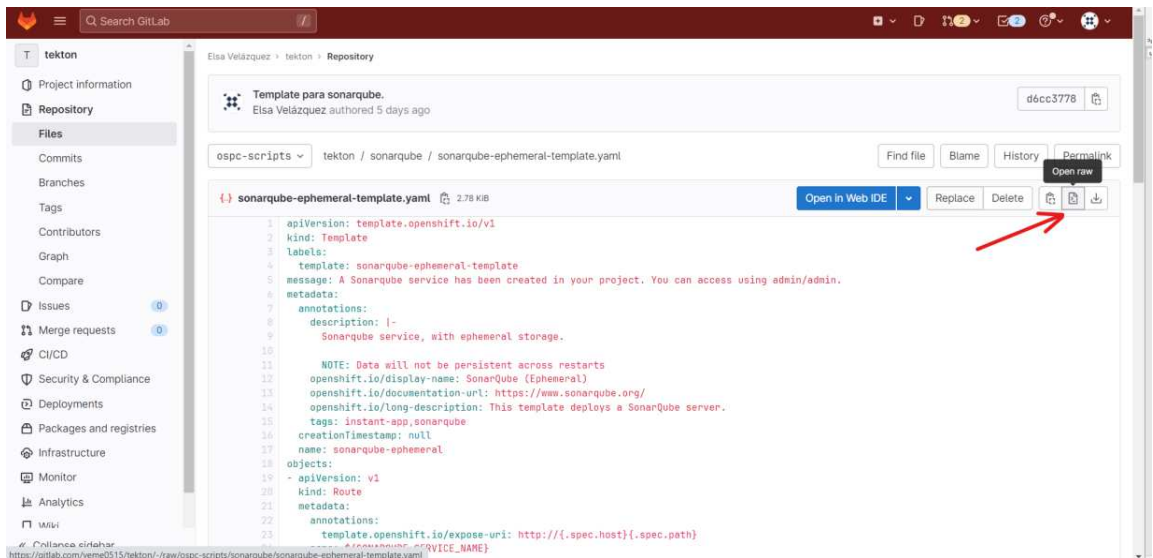 Search GitLab
/
2
2
T tekton
Project information
Repository
Files
Commits
Branches
Tags
Contributors
Graph
Compare
Issues 0
Merge requests 0
CI/CD
Security & Compliance
Deployments
Packages and registries
Infrastructure
Monitor
Analytics
Wiki
« Collapse sidebar
Elsa Velázquez > tekton > Repository
Template para sonarqube.
Elsa Velázquez authored 5 days ago
d6cc3778
ospc-scripts
tekton / sonarqube / sonarqube-ephemeral-template.yaml
Find file
Blame
History
Permalink
Open raw
{..} sonarqube-ephemeral-template.yaml 2.78 KiB
Open in Web IDE
Replace
Delete
1 apiVersion: template.openshift.io/v1
2 kind: Template
3 labels:
4 template: sonarqube-ephemeral-template
5 message: A Sonarqube service has been created in your project. You can access using admin/admin.
6 metadata:
7 annotations:
8 description: |-
9 Sonarqube service, with ephemeral storage.
10
11 NOTE: Data will not be persistent across restarts
12 openshift.io/display-name: SonarQube (Ephemeral)
13 openshift.io/documentation-url: https://www.sonarqube.org/
14 openshift.io/long-description: This template deploys a SonarQube server.
15 tags: instant-app,sonarqube
16 creationTimestamp: null
17 name: sonarqube-ephemeral
18 objects:
19 - apiVersion: v1
20 kind: Route
21 metadata:
22 annotations:
23 template.openshift.io/expose-uri: http://{.spec.host}{.spec.path}
https://gitlab.com/veme0515/tekton/-/raw/ospc-scripts/sonarqube/sonarqube-ephemeral-template.yaml
SERVICE_NAME}